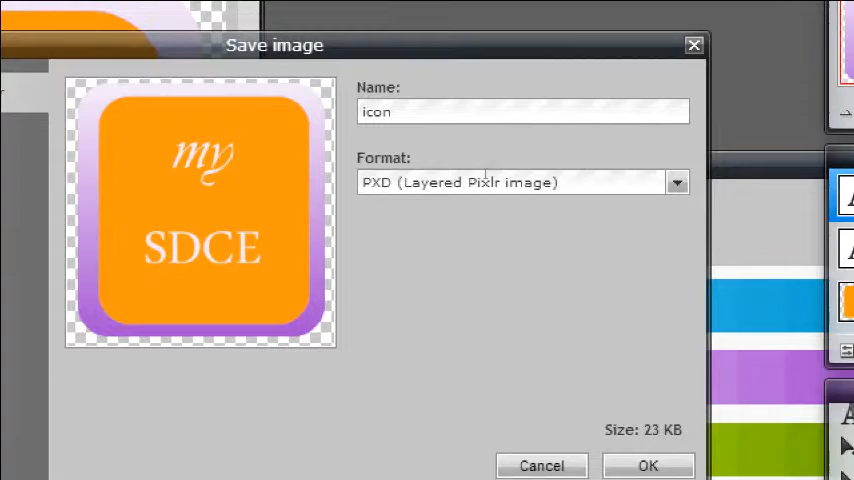 Save image
Name:
icon
Format:
PXD (Layered Pixlr image)
my
SDCE
Size: 23 KB
Cancel
OK